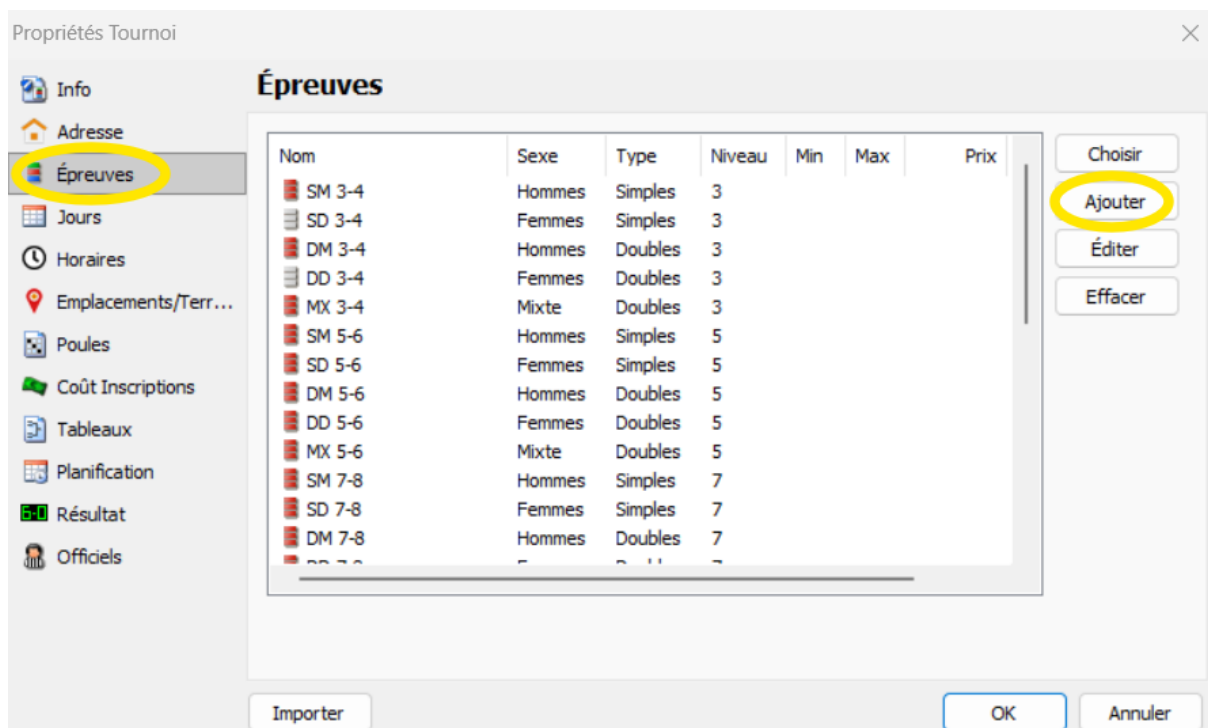 Propriétés Tournoi
Info
Adresse
Épreuves
Jours
Horaires
Emplacements/Terr...
Poules
Coût Inscriptions
Tableaux
Planification
6-0 Résultat
Officiels
Épreuves
Nom Sexe Type Niveau Min Max Prix
SM 3-4 Hommes Simples 3
SD 3-4 Femmes Simples 3
DM 3-4 Hommes Doubles 3
DD 3-4 Femmes Doubles 3
MX 3-4 Mixte Doubles 3
SM 5-6 Hommes Simples 5
SD 5-6 Femmes Simples 5
DM 5-6 Hommes Doubles 5
DD 5-6 Femmes Doubles 5
MX 5-6 Mixte Doubles 5
SM 7-8 Hommes Simples 7
SD 7-8 Femmes Simples 7
DM 7-8 Hommes Doubles 7
Choisir
Ajouter
Éditer
Effacer
Importer
OK
Annuler